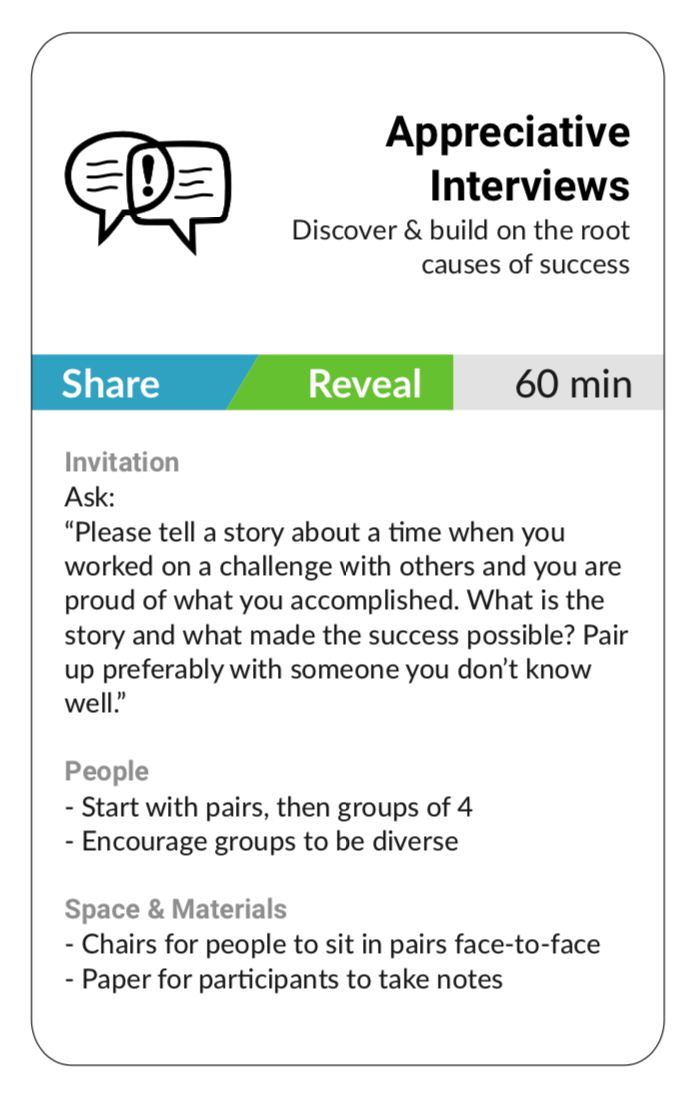 Appreciative
Interviews
Discover & build on the root
causes of success
Share
Reveal
60 min
Invitation
Ask:
“Please tell a story about a time when you
worked on a challenge with others and you are
proud of what you accomplished. What is the
story and what made the success possible? Pair
up preferably with someone you don’t know
well.”
People
- Start with pairs, then groups of 4
- Encourage groups to be diverse
Space & Materials
- Chairs for people to sit in pairs face-to-face
- Paper for participants to take notes